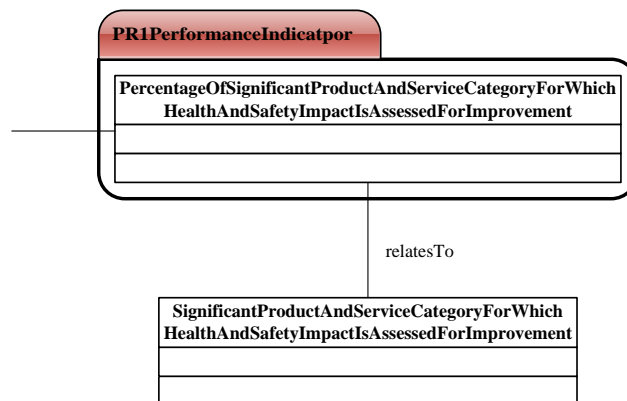 PR1PerformanceIndicatpor
PercentageOfSignificantProductAndServiceCategoryForWhich
HealthAndSafetyImpactIsAssessedForImprovement
relatesTo
SignificantProductAndServiceCategoryForWhich
HealthAndSafetyImpactIsAssessedForImprovement